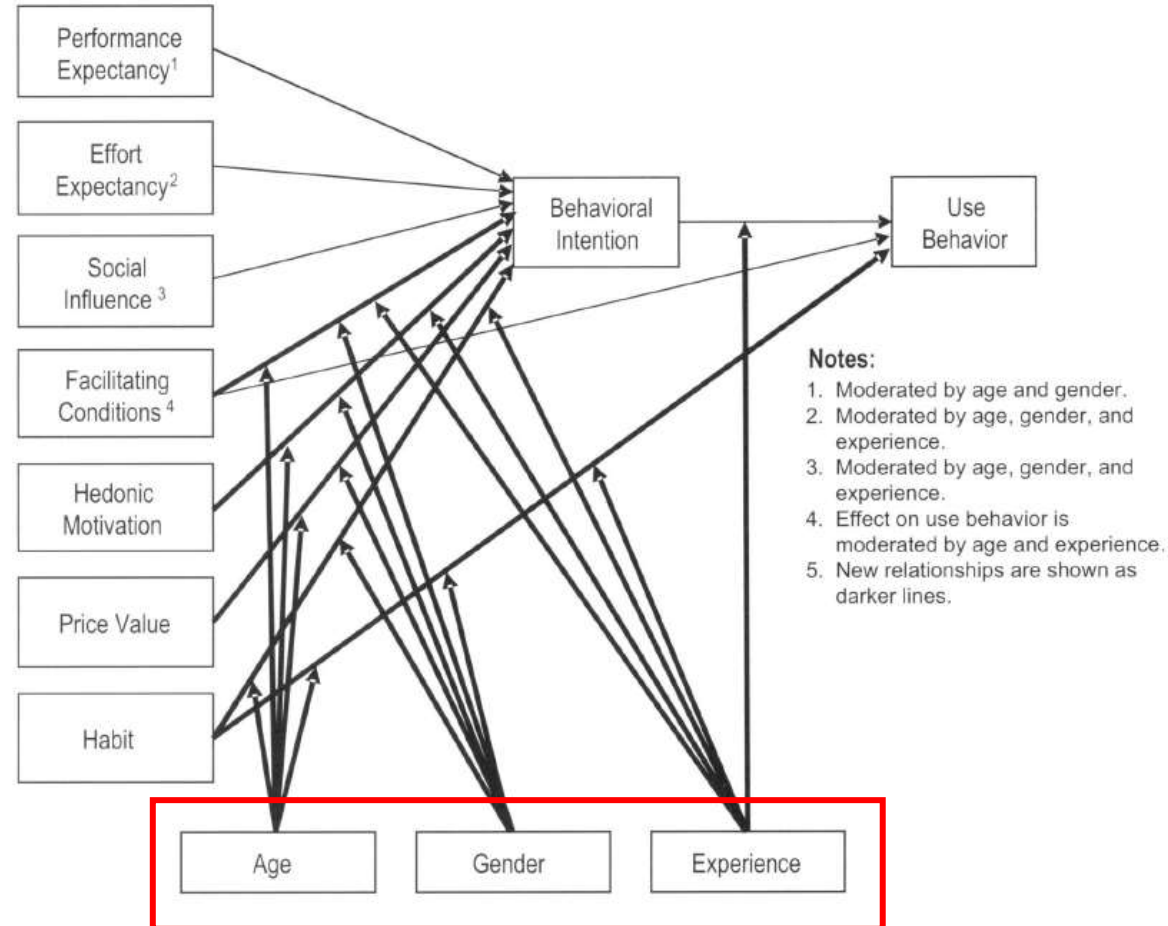 Performance
Expectancy¹
Effort
Expectancy²
Social
Influence ³
Facilitating
Conditions ⁴
Hedonic
Motivation
Price Value
Habit
Behavioral
Intention
Use
Behavior
Notes:
1. Moderated by age and gender.
2. Moderated by age, gender, and
experience.
3. Moderated by age, gender, and
experience.
4. Effect on use behavior is
moderated by age and experience.
5. New relationships are shown as
darker lines.
Age
Gender
Experience